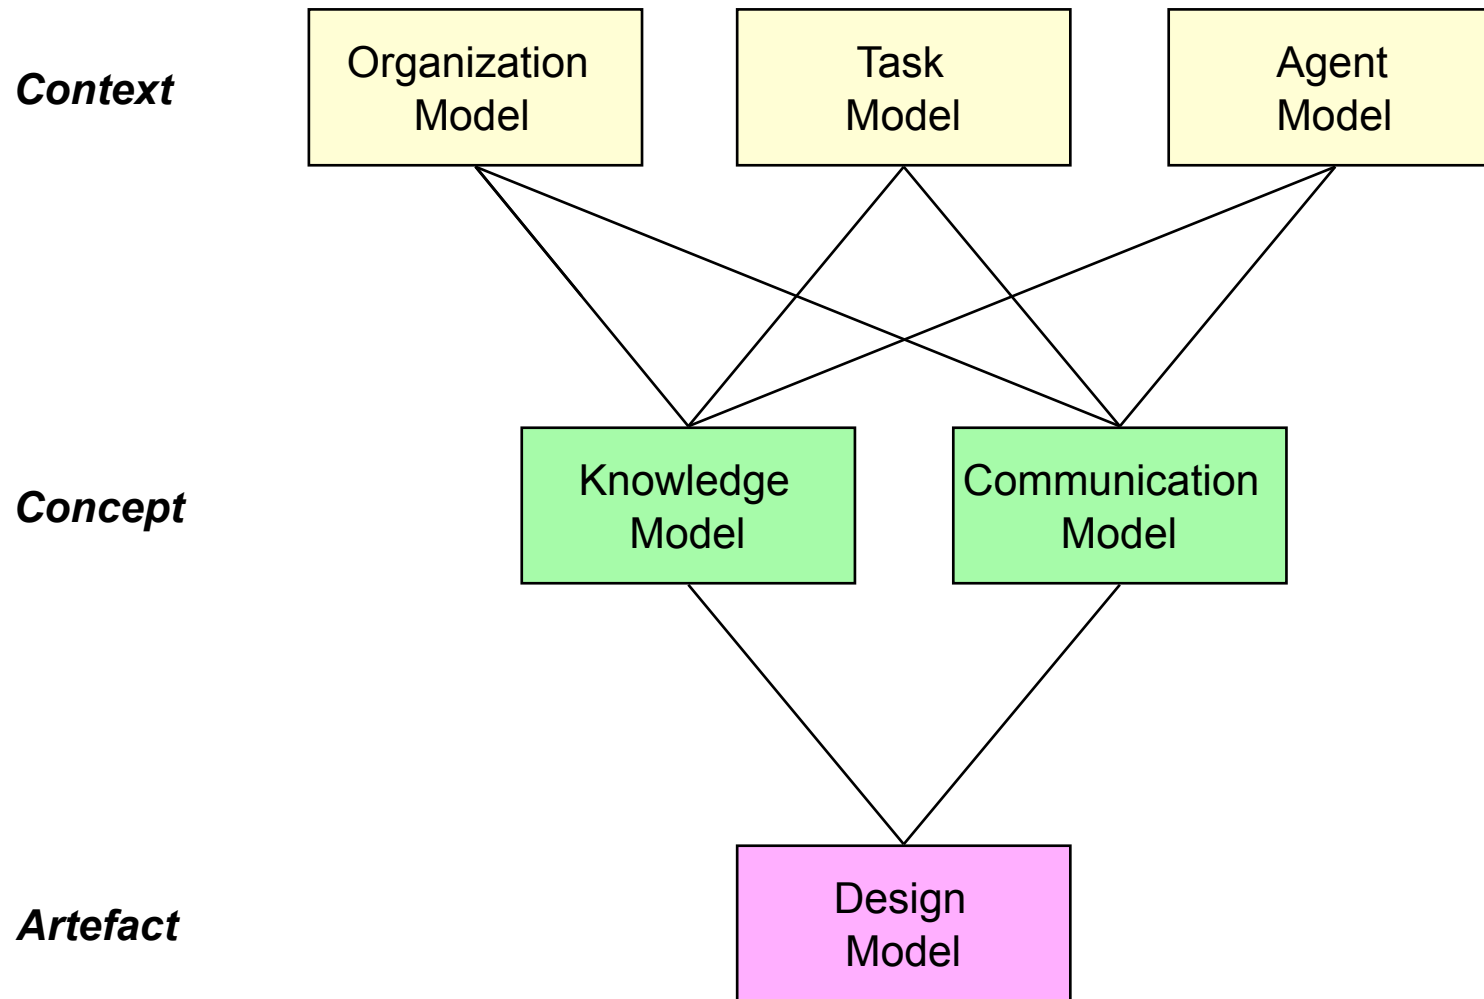 Context
Organization
Model
Task
Model
Agent
Model
Concept
Knowledge
Model
Communication
Model
Artefact
Design
Model